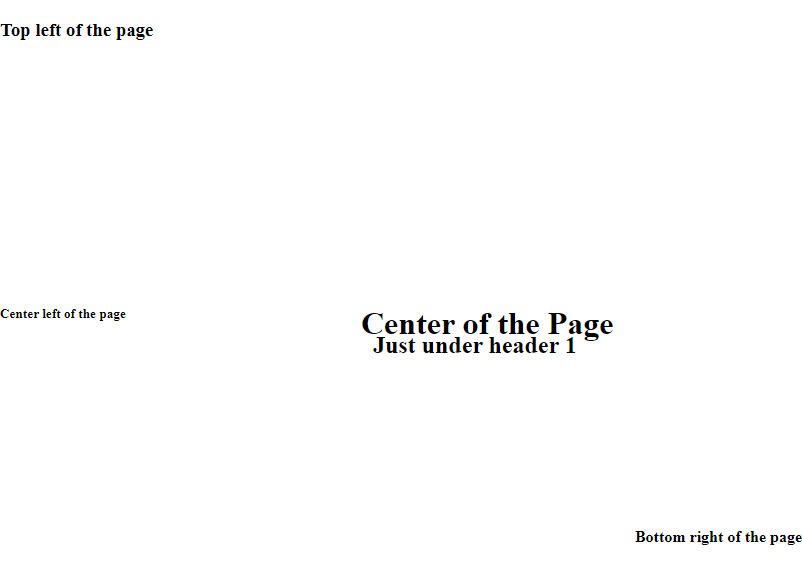 Top left of the page
Center left of the page
Center of the Page
Just under header 1
Bottom right of the page